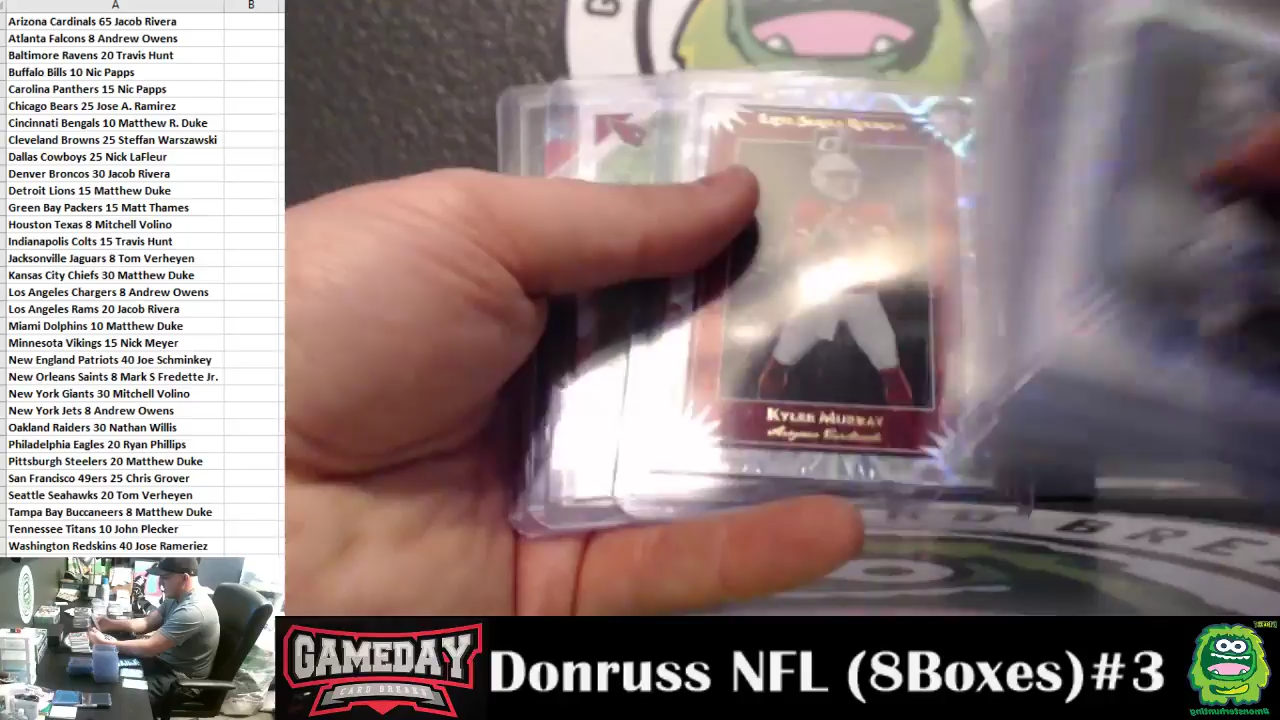 A B
Arizona Cardinals 65 Jacob Rivera
Atlanta Falcons 8 Andrew Owens
Baltimore Ravens 20 Travis Hunt
Buffalo Bills 10 Nic Papps
Carolina Panthers 15 Nic Papps
Chicago Bears 25 Jose A. Ramirez
Cincinnati Bengals 10 Matthew R. Duke
Cleveland Browns 25 Steffan Warszawski
Dallas Cowboys 25 Nick LaFleur
Denver Broncos 30 Jacob Rivera
Detroit Lions 15 Matthew Duke
Green Bay Packers 15 Matt Thames
Houston Texas 8 Mitchell Volino
Indianapolis Colts 15 Travis Hunt
Jacksonville Jaguars 8 Tom Verheyen
Kansas City Chiefs 30 Matthew Duke
Los Angeles Chargers 8 Andrew Owens
Los Angeles Rams 20 Jacob Rivera
Miami Dolphins 10 Matthew Duke
Minnesota Vikings 15 Nick Meyer
New England Patriots 40 Joe Schminkey
New Orleans Saints 8 Mark S Fredette Jr.
New York Giants 30 Mitchell Volino
New York Jets 8 Andrew Owens
Oakland Raiders 30 Nathan Willis
Philadelphia Eagles 20 Ryan Phillips
Pittsburgh Steelers 20 Matthew Duke
San Francisco 49ers 25 Chris Grover
Seattle Seahawks 20 Tom Verheyen
Tampa Bay Buccaneers 8 Matthew Duke
Tennessee Titans 10 John Plecker
Washington Redskins 40 Jose Rameriez
KYLER MURRAY
Arizona Cardinals
GAMEDAY
CARD BREAKS
Donruss NFL (8Boxes)#3